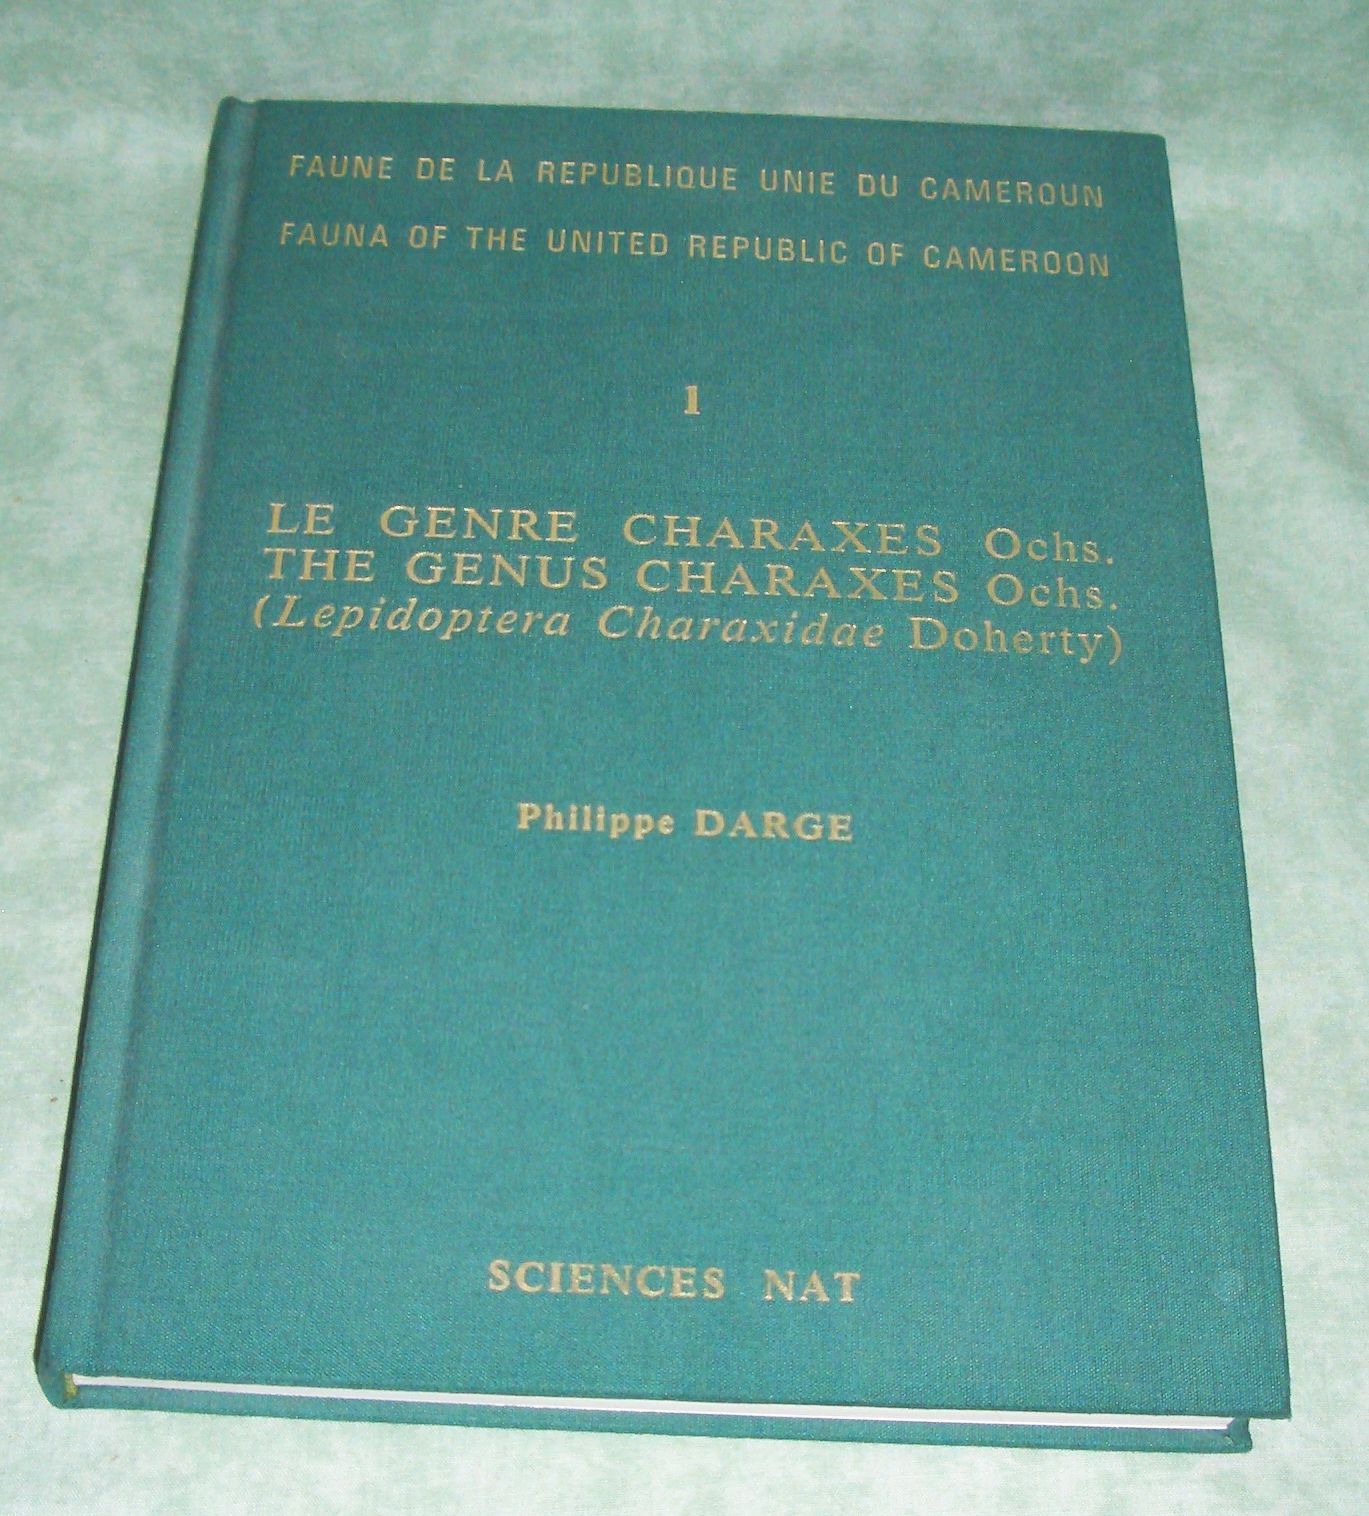 FAUNE DE LA REPUBLIQUE UNIE DU CAMEROUN
FAUNA OF THE UNITED REPUBLIC OF CAMEROON
1
LE GENRE CHARAXES Ochs.
THE GENUS CHARAXES Ochs.
(Lepidoptera Charaxidae Doherty)
Philippe DARGE
SCIENCES NAT